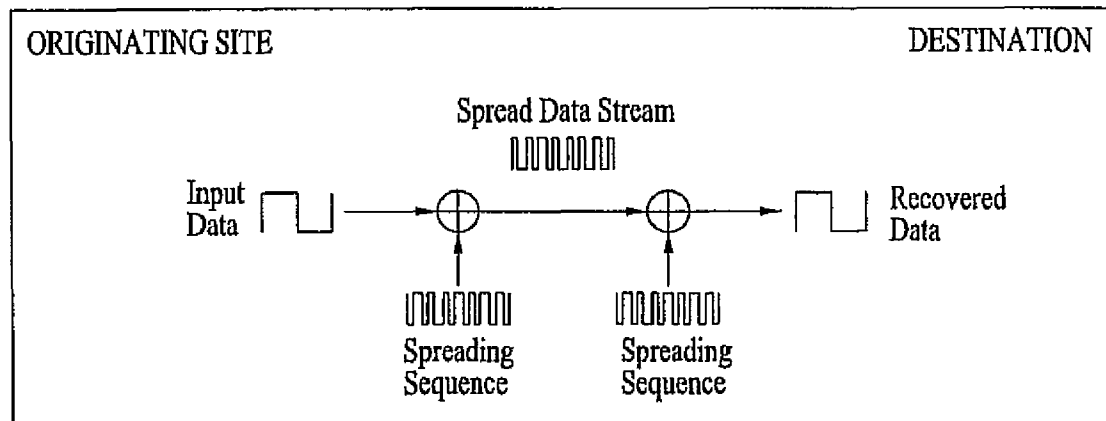 ORIGINATING SITE
DESTINATION
Spread Data Stream
Input
Data
Recovered
Data
Spreading
Sequence
Spreading
Sequence